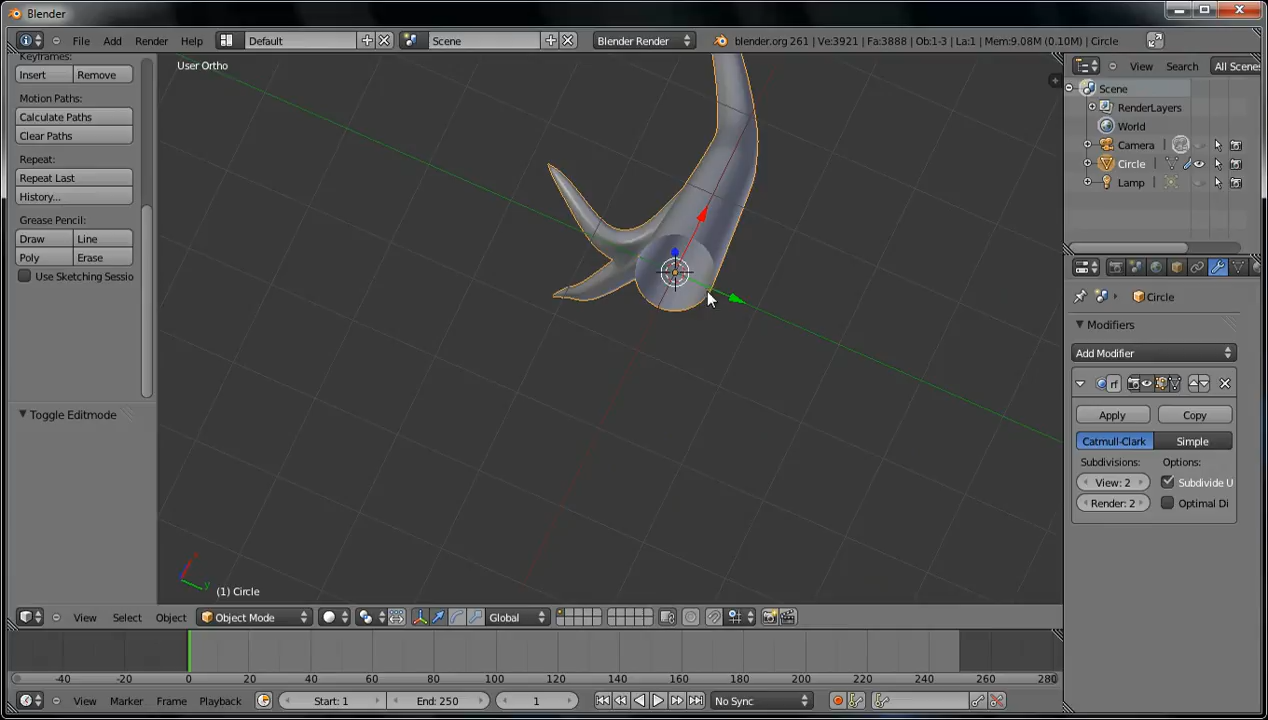 Blender
File Add Render Help Default Scene Blender Render blender.org 261 | Ve:3921 | Fa:3888 | Ob:1-3 | La:1 | Mem:9.08M (0.10M) | Circle
Keyframes:
Insert Remove
Motion Paths:
Calculate Paths
Clear Paths
Repeat:
Repeat Last
History...
Grease Pencil:
Draw Line
Poly Erase
Use Sketching Sessio
Toggle Editmode
User Ortho
(1) Circle
View Search All Scenes
Scene
RenderLayers
World
Camera
Circle
Lamp
Circle
Modifiers
Add Modifier
rf
Apply Copy
Catmull-Clark Simple
Subdivisions: Options:
View: 2 Subdivide U
Render: 2 Optimal Di
View Select Object Object Mode Global
-40 -20 0 20 40 60 80 100 120 140 160 180 200 220 240 260 280
View Marker Frame Playback Start: 1 End: 250 1 No Sync